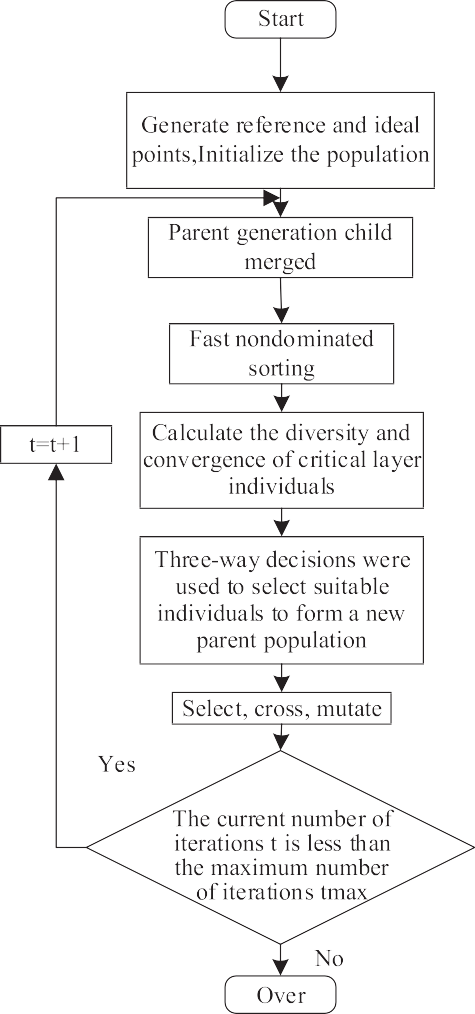 Start
Generate reference and ideal
points,Initialize the population
Parent generation child
merged
Fast nondominated
sorting
t=t+1
Calculate the diversity and
convergence of critical layer
individuals
Three-way decisions were
used to select suitable
individuals to form a new
parent population
Select, cross, mutate
Yes
The current number of
iterations t is less than
the maximum number
of iterations tmax
No
Over